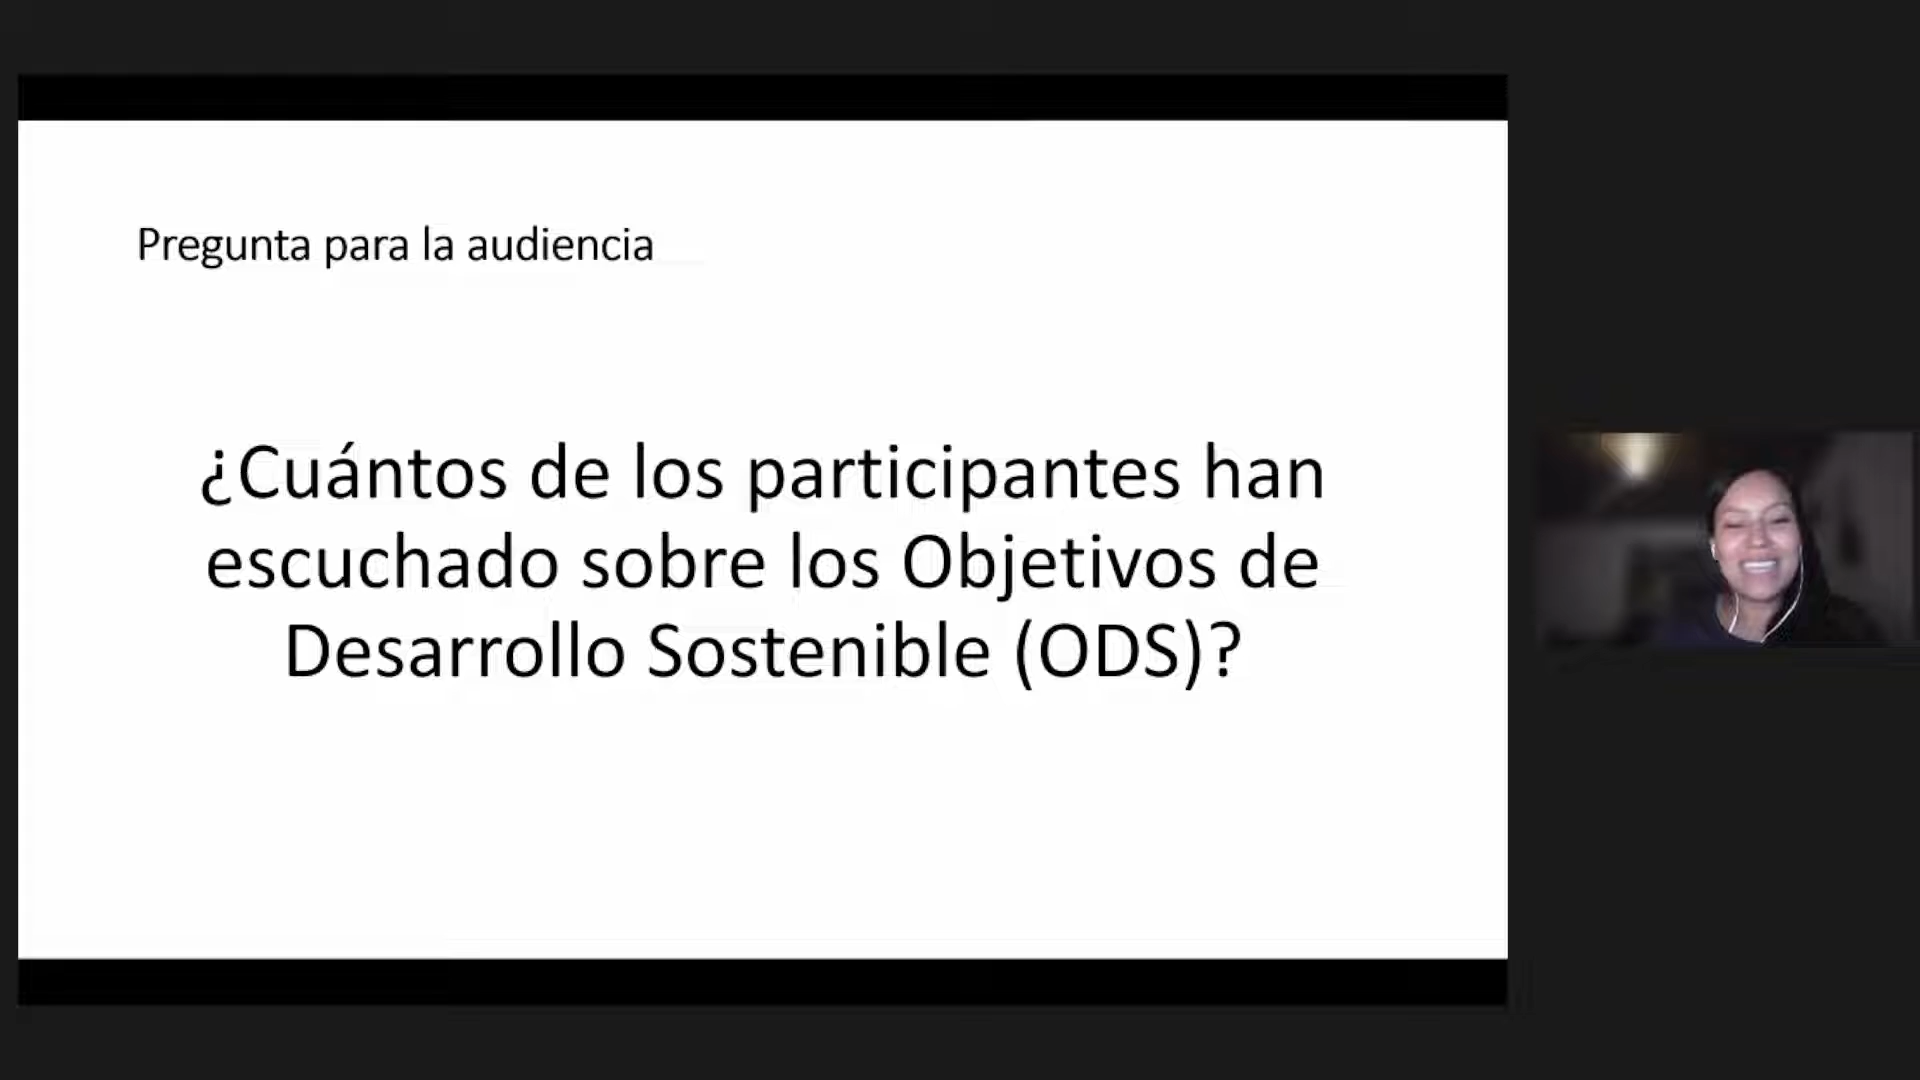 Pregunta para la audiencia
¿Cuántos de los participantes han
escuchado sobre los Objetivos de
Desarrollo Sostenible (ODS)?